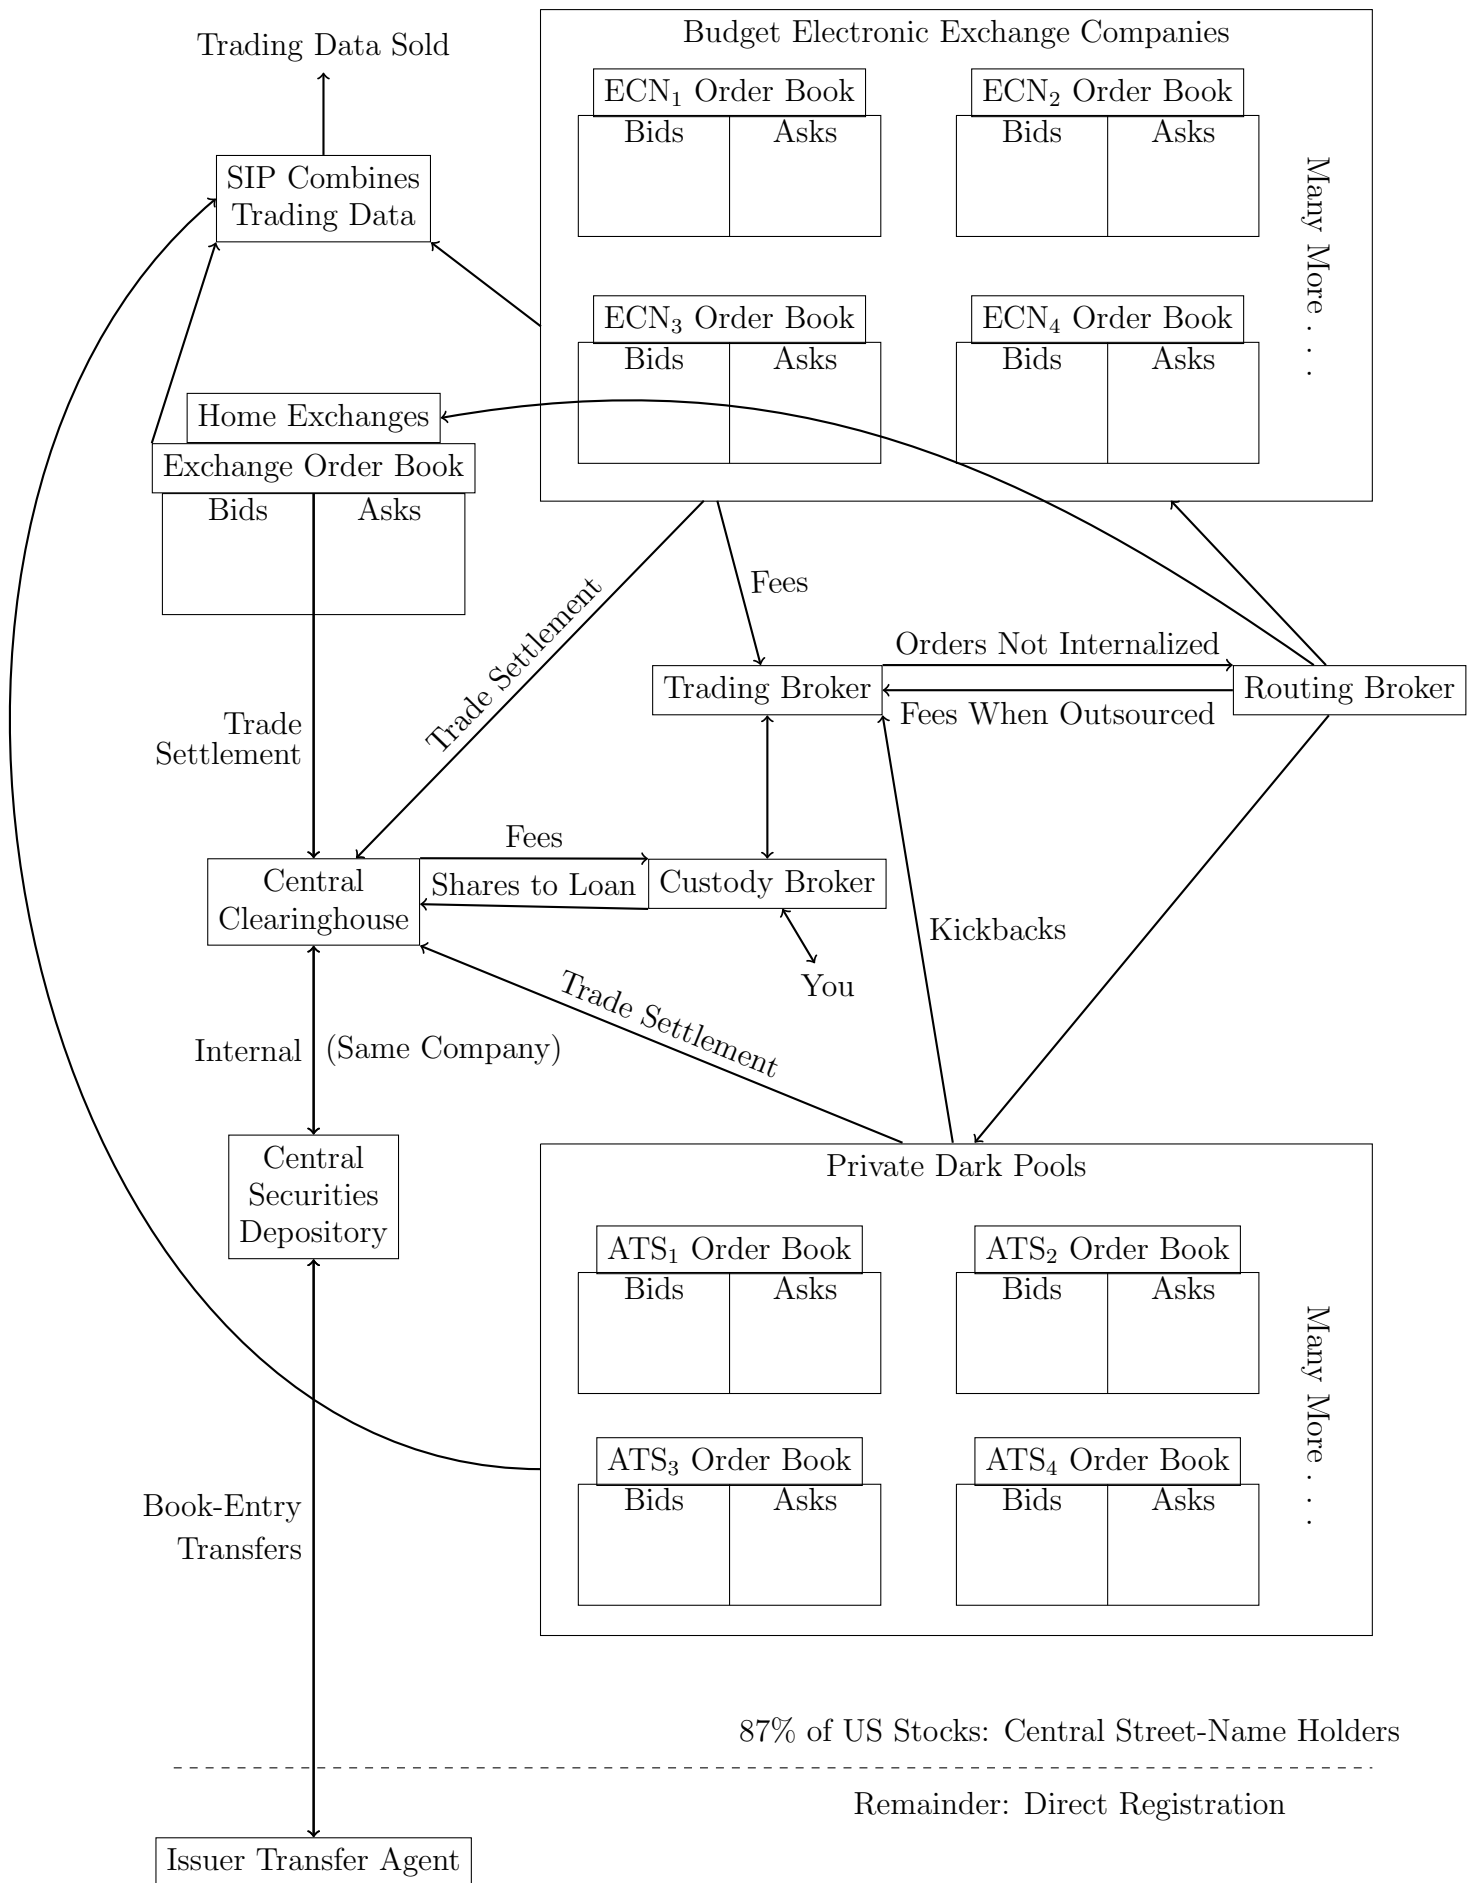 Trading Data Sold
Budget Electronic Exchange Companies
ECN₁ Order Book
ECN₂ Order Book
Bids
Asks
Bids
Asks
Many More . . .
SIP Combines
Trading Data
ECN₃ Order Book
ECN₄ Order Book
Bids
Asks
Bids
Asks
Home Exchanges
Exchange Order Book
Bids
Asks
Fees
Trade Settlement
Orders Not Internalized
Trading Broker
Routing Broker
Fees When Outsourced
Trade
Settlement
Fees
Central
Clearinghouse
Shares to Loan
Custody Broker
Kickbacks
You
Trade Settlement
Internal
(Same Company)
Central
Securities
Depository
Private Dark Pools
ATS₁ Order Book
ATS₂ Order Book
Bids
Asks
Bids
Asks
Many More . . .
ATS₃ Order Book
ATS₄ Order Book
Bids
Asks
Bids
Asks
Book-Entry
Transfers
87% of US Stocks: Central Street-Name Holders
Remainder: Direct Registration
Issuer Transfer Agent